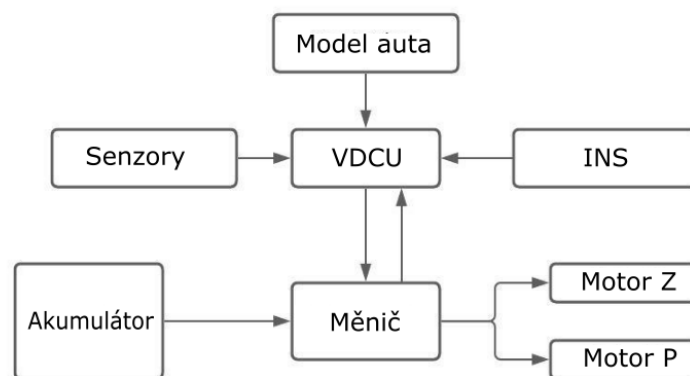 Model auta
Senzory
VDCU
INS
Akumulátor
Měnič
Motor Z
Motor P